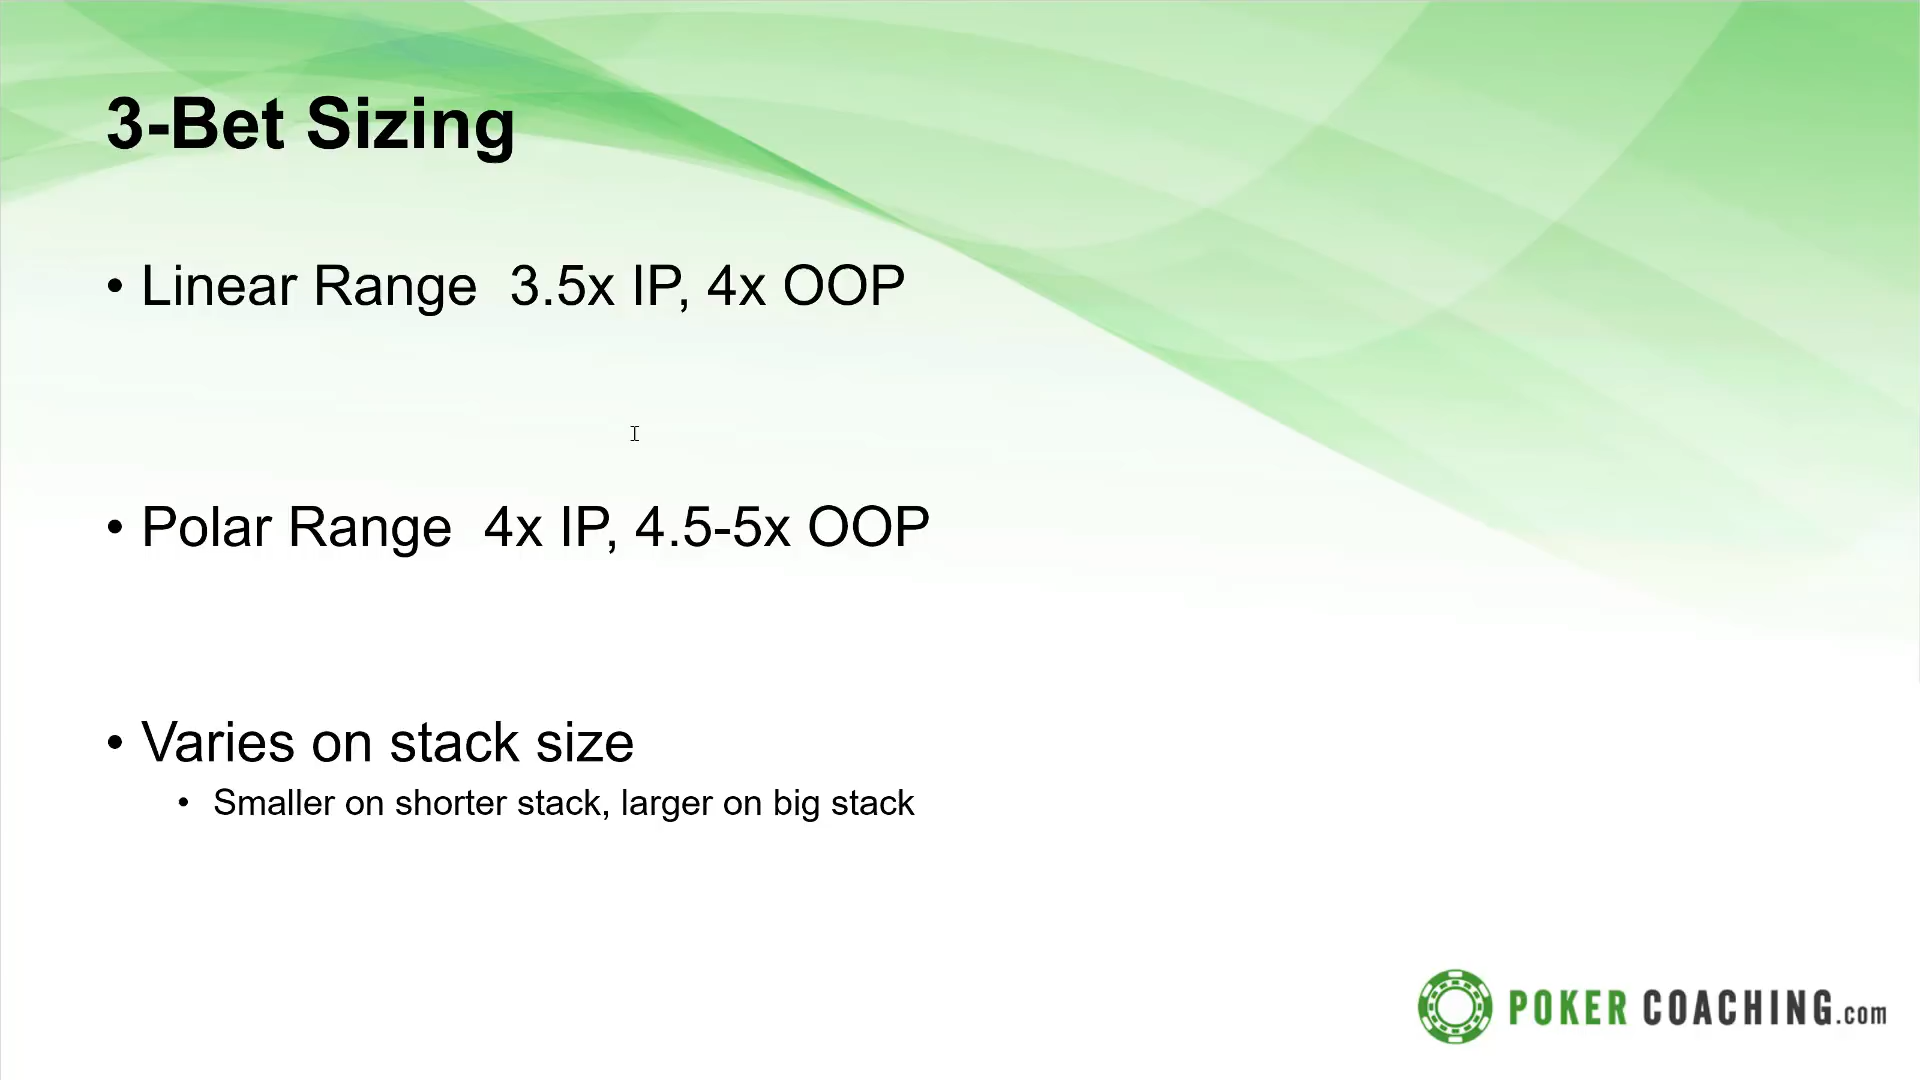 3-Bet Sizing
• Linear Range  3.5x IP, 4x OOP
• Polar Range  4x IP, 4.5-5x OOP
• Varies on stack size
• Smaller on shorter stack, larger on big stack
POKER COACHING.com